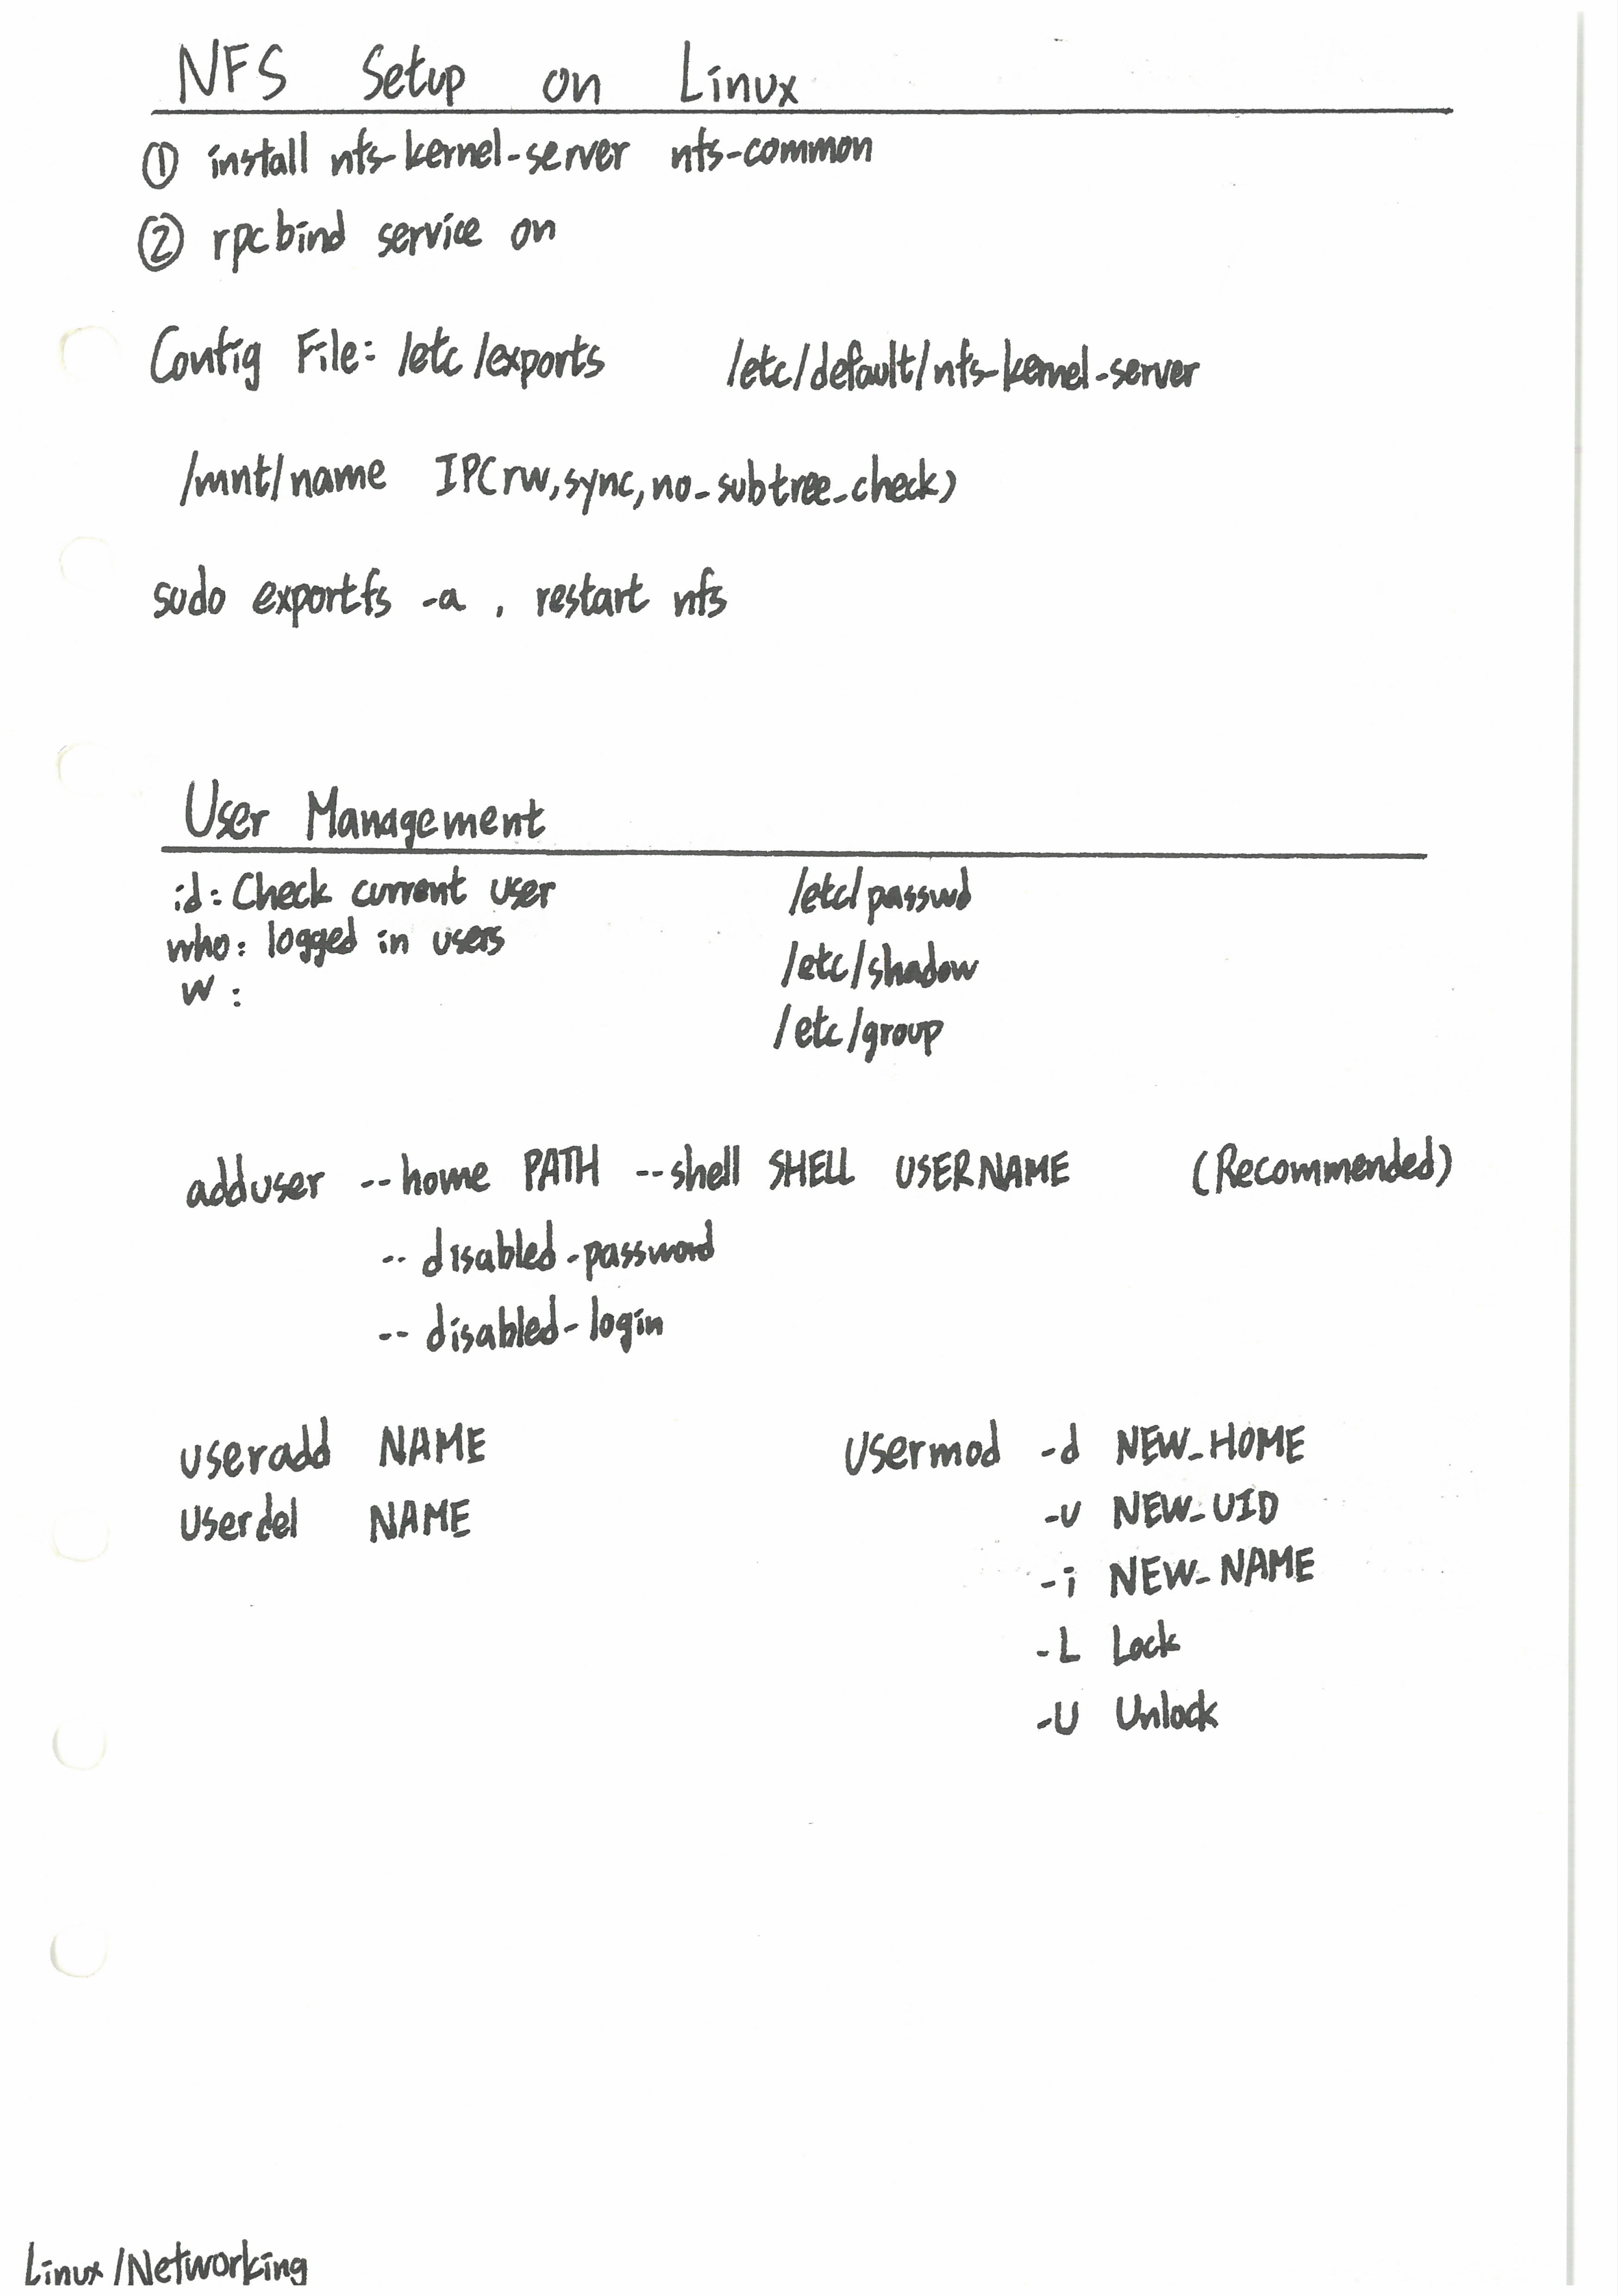 NFS Setup on Linux
① install nfs-kernel-server nfs-common
② rpcbind service on
Config File: /etc/exports /etc/default/nfs-kernel-server
/mnt/name IP(rw,sync,no_subtree_check)
sudo exportfs -a , restart nfs
User Management
id: Check current user
who: logged in users
w :
/etc/passwd
/etc/shadow
/etc/group
adduser --home PATH --shell SHELL USERNAME (Recommended)
--disabled-password
--disabled-login
useradd NAME
userdel NAME
usermod -d NEW_HOME
-u NEW_UID
-i NEW_NAME
-L Lock
-U Unlock
Linux/Networking